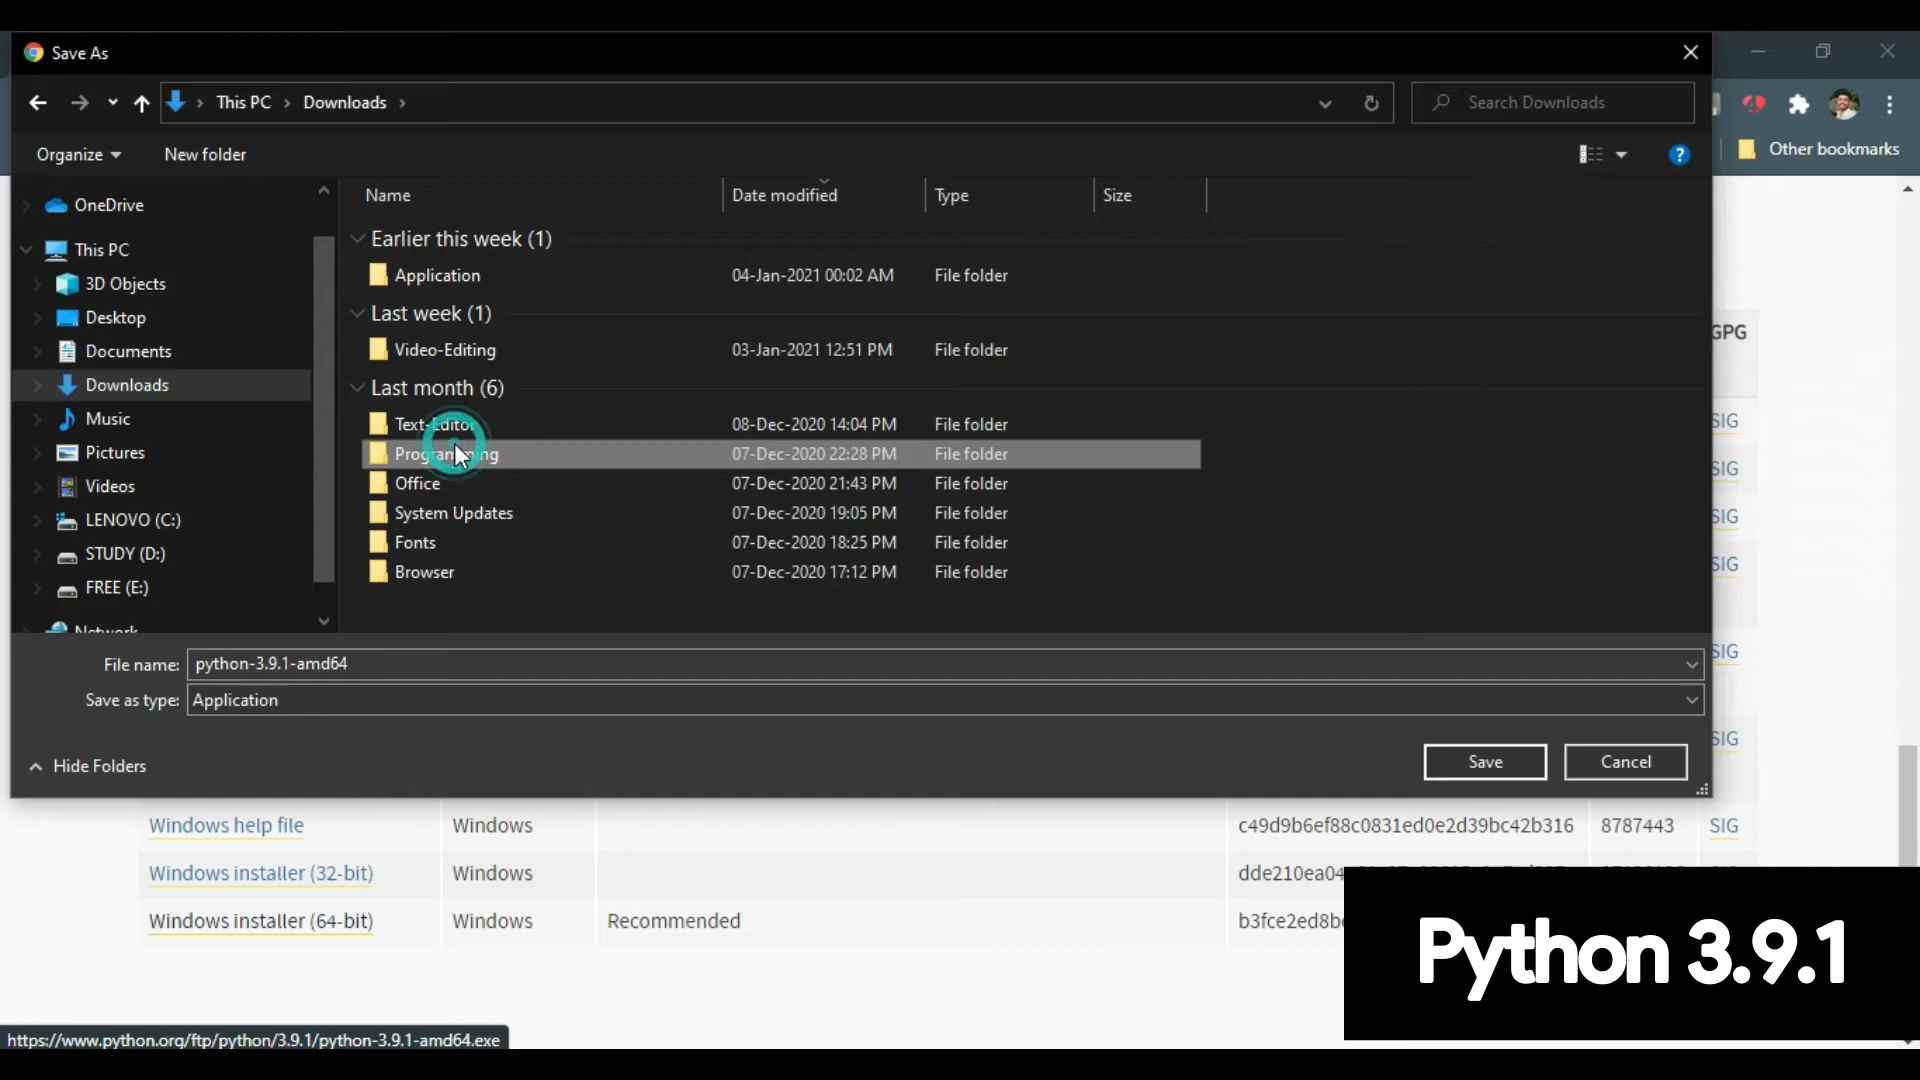 Save As
This PC
Downloads
Search Downloads
Organize
New folder
?
Other bookmarks
OneDrive
This PC
3D Objects
Desktop
Documents
Downloads
Music
Pictures
Videos
LENOVO (C:)
STUDY (D:)
FREE (E:)
Network
Name Date modified Type Size
Earlier this week (1)
Application 04-Jan-2021 00:02 AM File folder
Last week (1)
Video-Editing 03-Jan-2021 12:51 PM File folder
Last month (6)
Text-Editor 08-Dec-2020 14:04 PM File folder
Programming 07-Dec-2020 22:28 PM File folder
Office 07-Dec-2020 21:43 PM File folder
System Updates 07-Dec-2020 19:05 PM File folder
Fonts 07-Dec-2020 18:25 PM File folder
Browser 07-Dec-2020 17:12 PM File folder
GPG
SIG
SIG
SIG
SIG
SIG
SIG
File name: python-3.9.1-amd64
Save as type: Application
Hide Folders
Save
Cancel
Windows help file Windows c49d9b6ef88c0831ed0e2d39bc42b316 8787443 SIG
Windows installer (32-bit) Windows dde210ea04
Windows installer (64-bit) Windows Recommended b3fce2ed8b
Python 3.9.1
https://www.python.org/ftp/python/3.9.1/python-3.9.1-amd64.exe